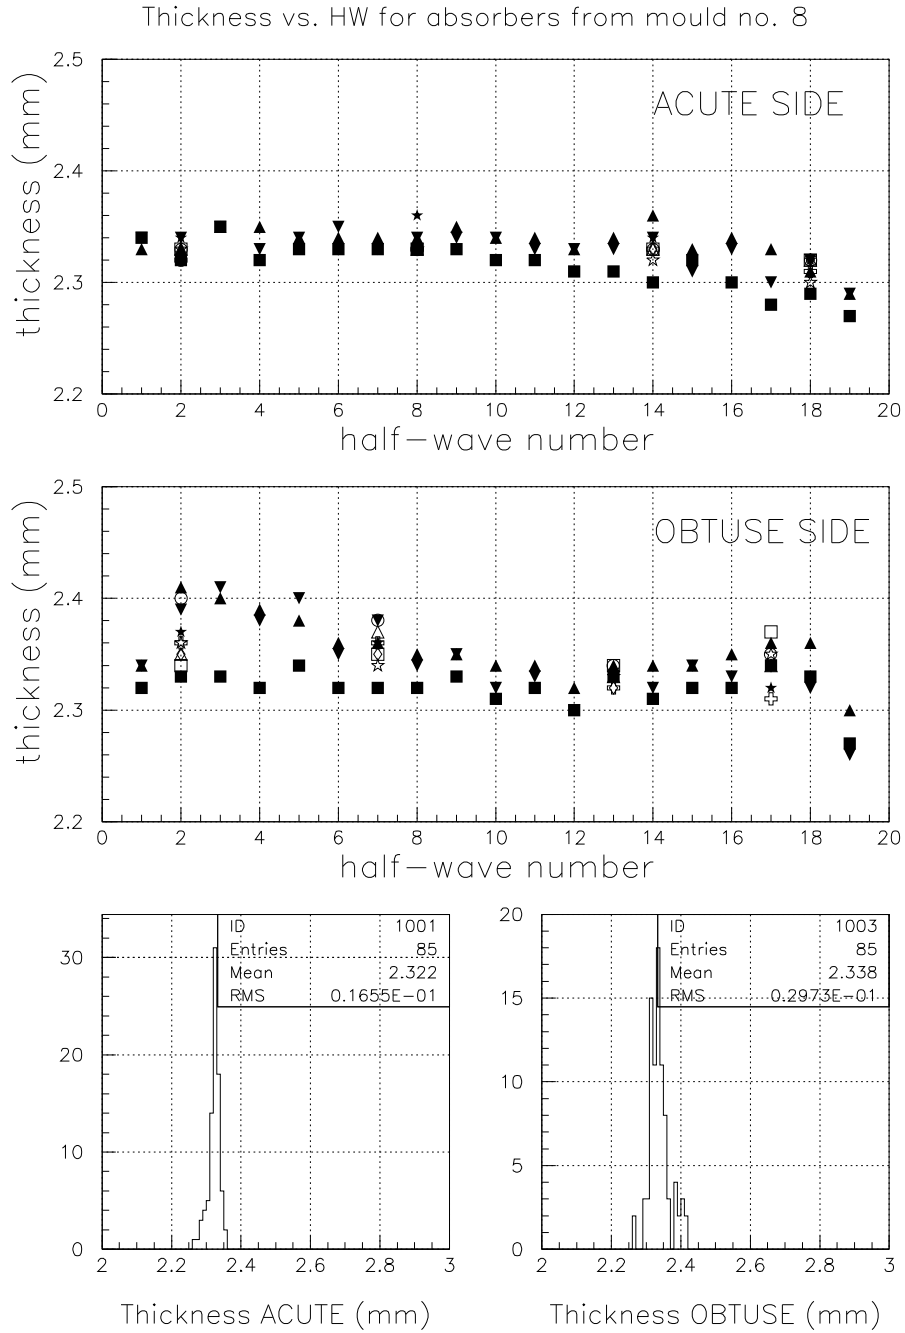 Thickness vs. HW for absorbers from mould no. 8
thickness (mm)
2.5
2.4
2.3
2.2
ACUTE SIDE
0 2 4 6 8 10 12 14 16 18 20
half-wave number
thickness (mm)
2.5
2.4
2.3
2.2
OBTUSE SIDE
0 2 4 6 8 10 12 14 16 18 20
half-wave number
30
20
10
0
ID 1001
Entries 85
Mean 2.322
RMS 0.1655E-01
2 2.2 2.4 2.6 2.8 3
Thickness ACUTE (mm)
20
15
10
5
0
ID 1003
Entries 85
Mean 2.338
RMS 0.2973E-01
2 2.2 2.4 2.6 2.8 3
Thickness OBTUSE (mm)